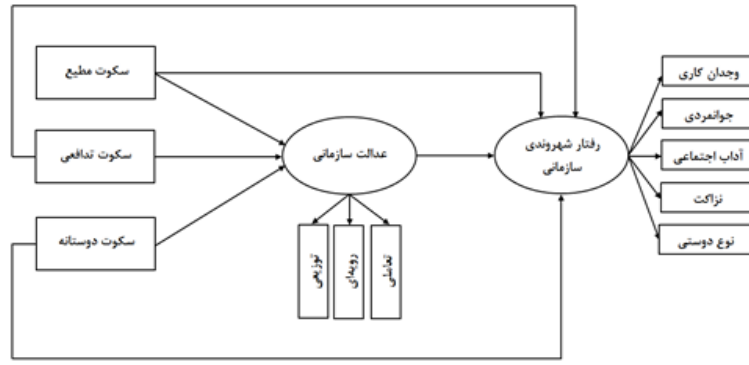 سکوت مطیع
سکوت تدافعی
سکوت دوستانه
عدالت سازمانی
توزیعی
رویه‌ای
تعاملی
رفتار شهروندی
سازمانی
وجدان کاری
جوانمردی
آداب اجتماعی
نزاکت
نوع دوستی